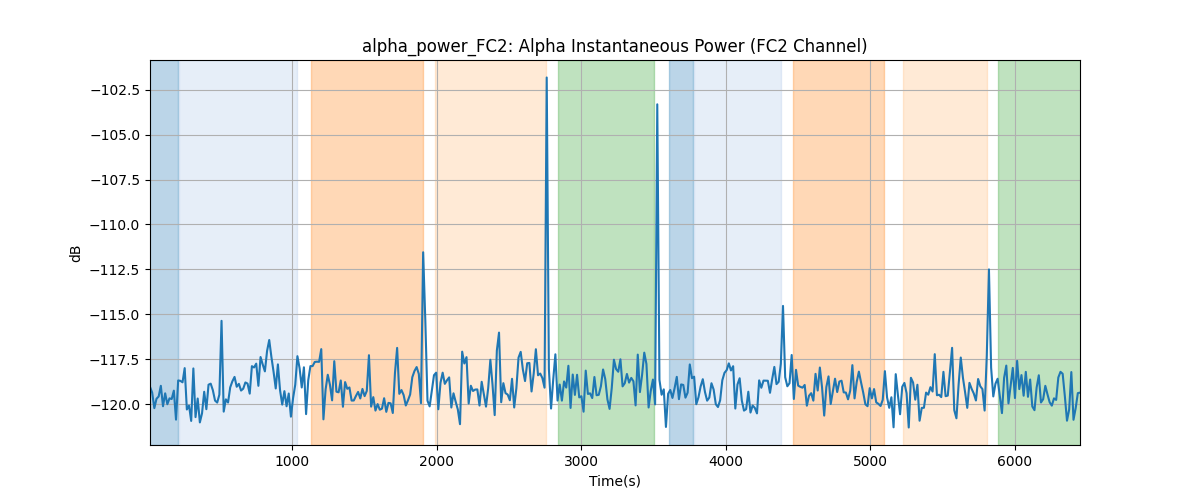 alpha_power_FC2: Alpha Instantaneous Power (FC2 Channel)
dB
−102.5
−105.0
−107.5
−110.0
−112.5
−115.0
−117.5
−120.0
1000 2000 3000 4000 5000 6000
Time(s)